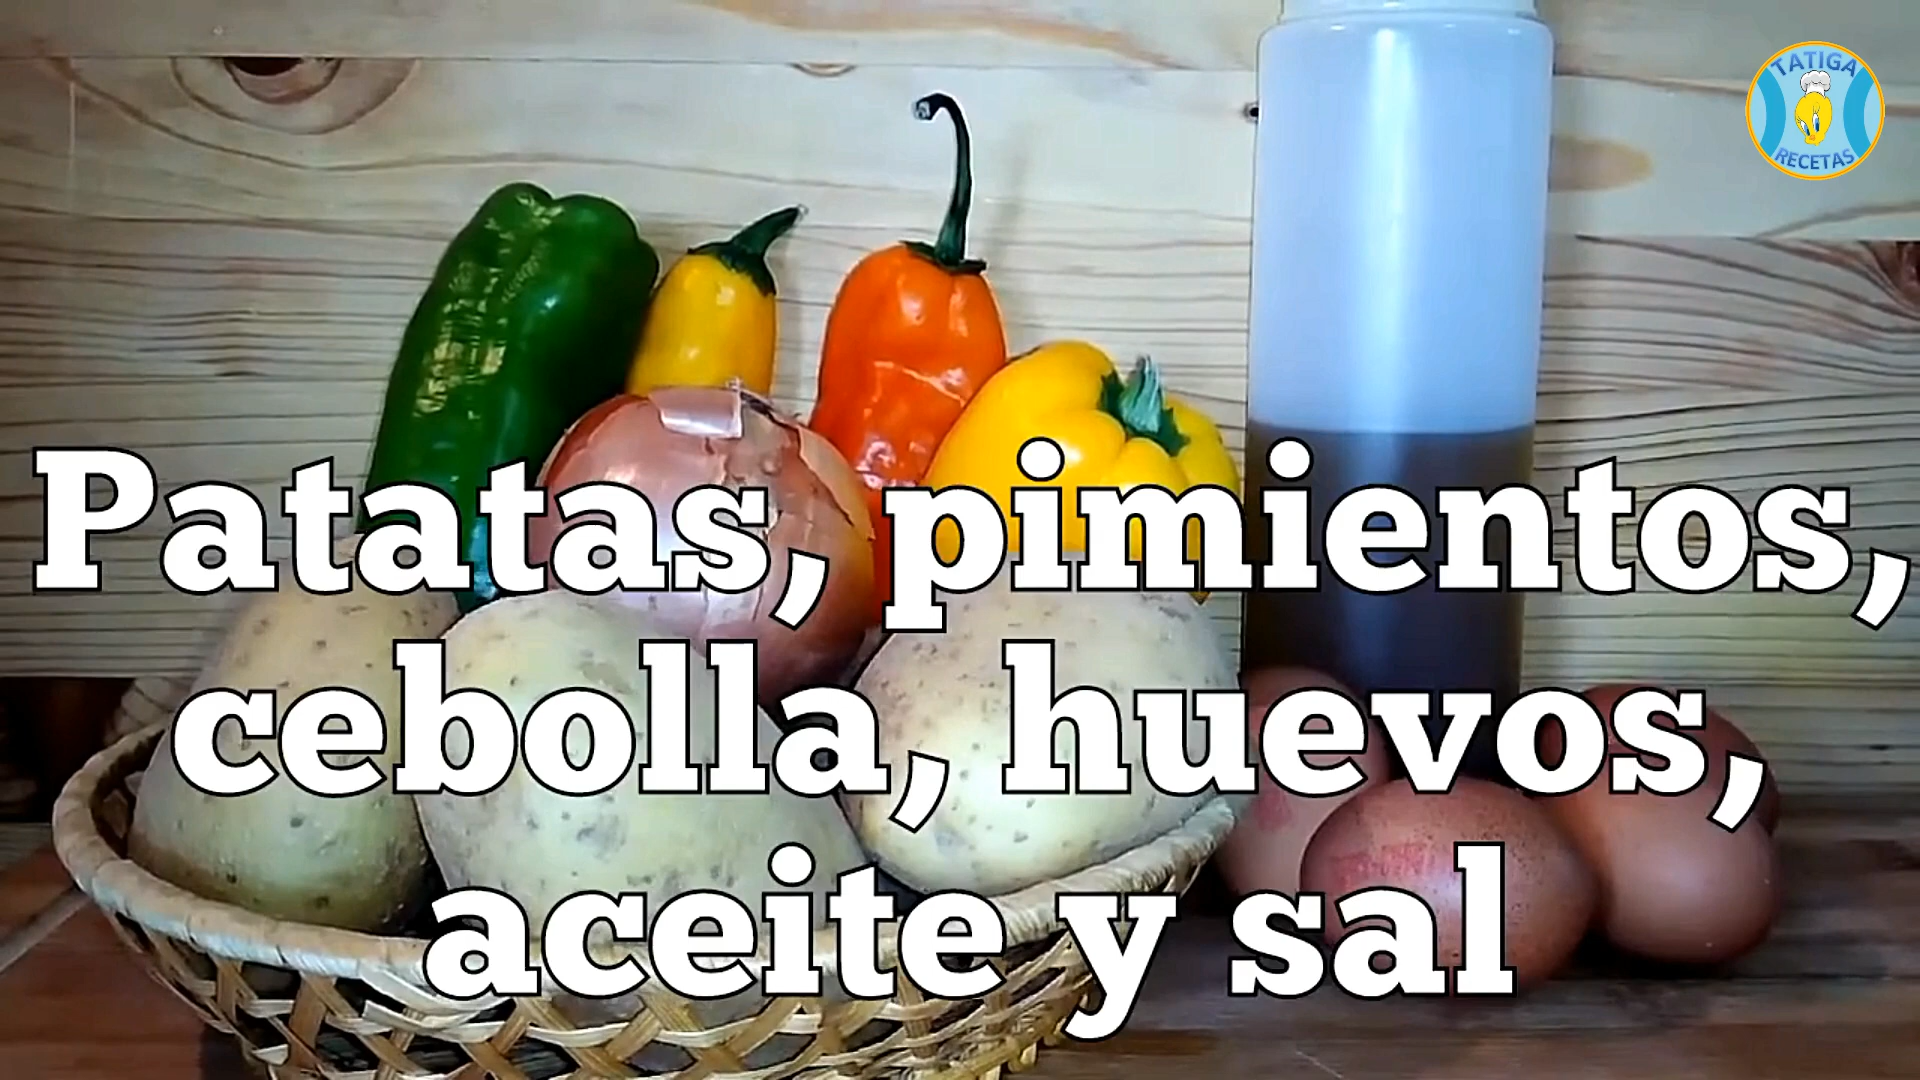 TATIGA
RECETAS
Patatas, pimientos,
cebolla, huevos,
aceite y sal